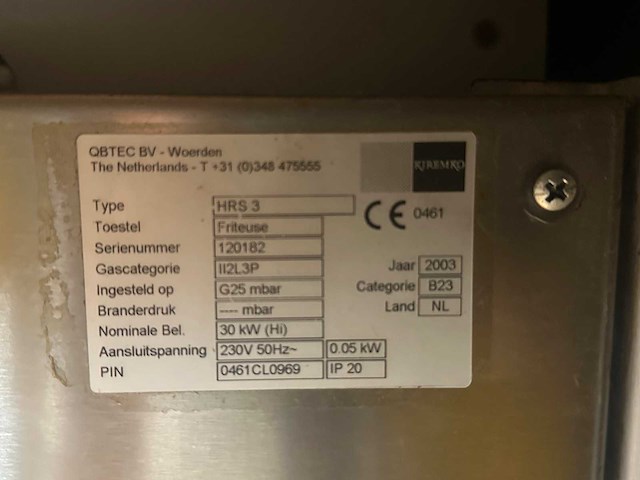 QBTEC BV - Woerden
The Netherlands - T +31 (0)348 475555
KIREMKO
Type HRS 3
CE 0461
Toestel Friteuse
Serienummer 120182
Gascategorie II2L3P
Jaar 2003
Ingesteld op G25 mbar
Categorie B23
Branderdruk ---- mbar
Land NL
Nominale Bel. 30 kW (Hi)
Aansluitspanning 230V 50Hz~ 0.05 kW
PIN 0461CL0969 IP 20